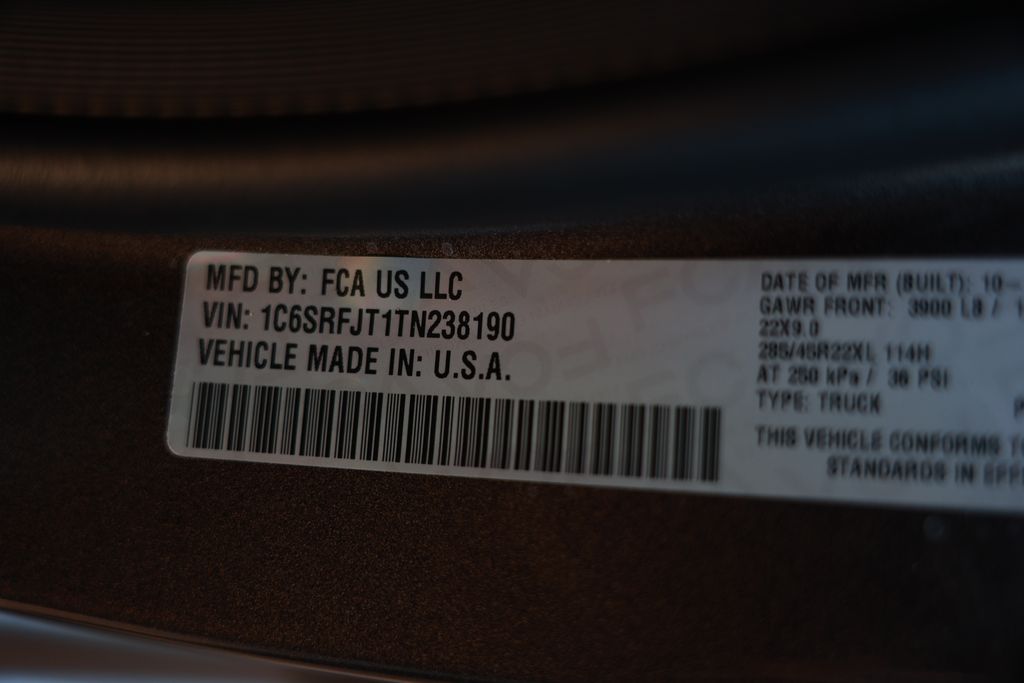 MFD BY: FCA US LLC
VIN: 1C6SRFJT1TN238190
VEHICLE MADE IN: U.S.A.
DATE OF MFR (BUILT): 10-
GAWR FRONT: 3900 LB /
22X9.0
285/45R22XL 114H
AT 250 kPa / 36 PSI
TYPE: TRUCK
THIS VEHICLE CONFORMS
STANDARDS IN